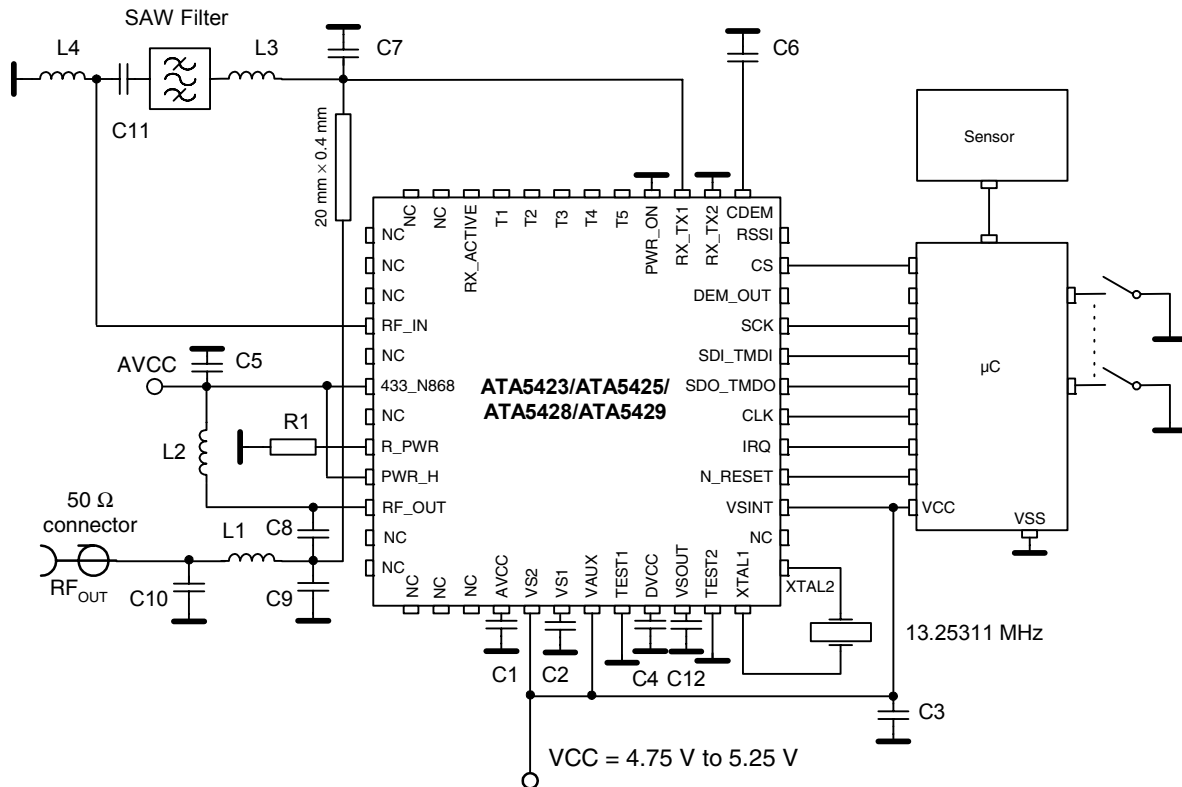 SAW Filter
L4
L3
C7
C6
C11
20 mm × 0.4 mm
Sensor
NC
NC
RX_ACTIVE
T1
T2
T3
T4
T5
PWR_ON
RX_TX1
RX_TX2
CDEM
NC
NC
NC
RF_IN
NC
433_N868
NC
R_PWR
PWR_H
RF_OUT
NC
NC
RSSI
CS
DEM_OUT
SCK
SDI_TMDI
SDO_TMDO
CLK
IRQ
N_RESET
VSINT
NC
XTAL2
ATA5423/ATA5425/
ATA5428/ATA5429
µC
VCC
VSS
AVCC
C5
L2
R1
50 Ω
connector
RFOUT
L1
C8
C10
C9
NC
NC
NC
AVCC
VS2
VS1
VAUX
TEST1
DVCC
VSOUT
TEST2
XTAL1
C1
C2
C4
C12
13.25311 MHz
C3
VCC = 4.75 V to 5.25 V